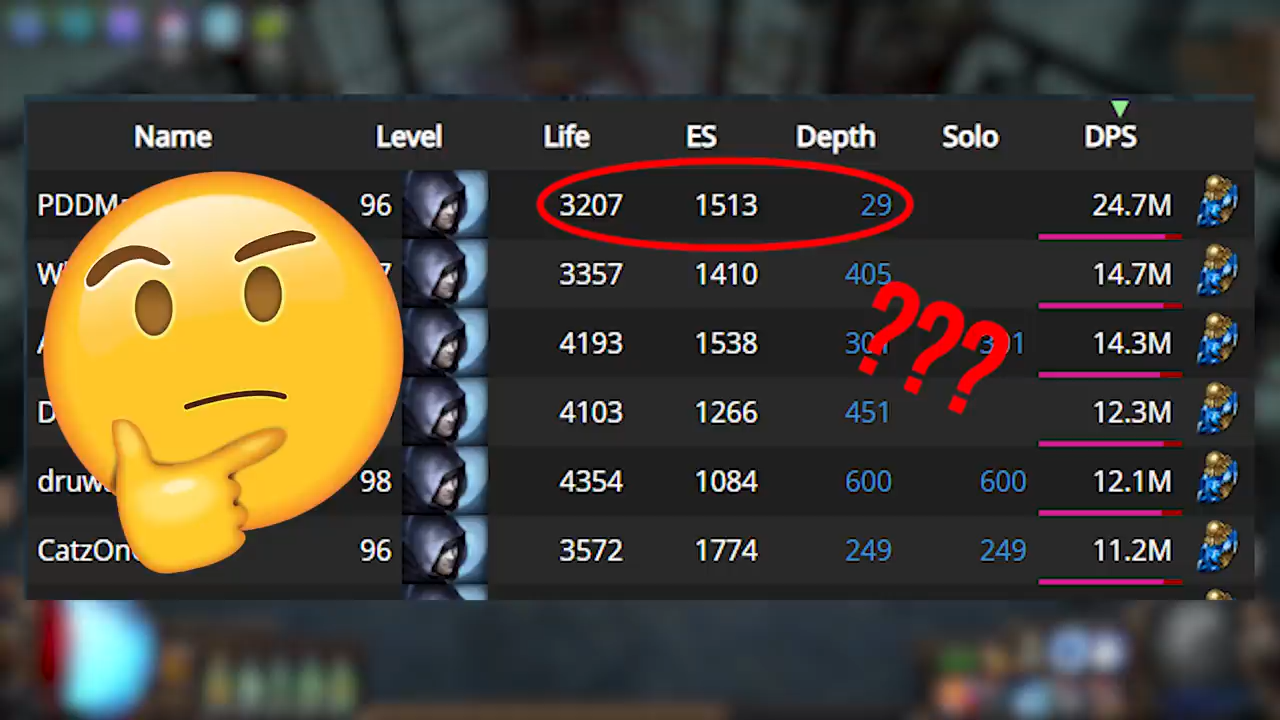 Name Level Life ES Depth Solo DPS
96 3207 1513 29 24.7M
3357 1410 405 14.7M
4193 1538 14.3M
4103 1266 451 12.3M
98 4354 1084 600 600 12.1M
96 3572 1774 249 249 11.2M
???